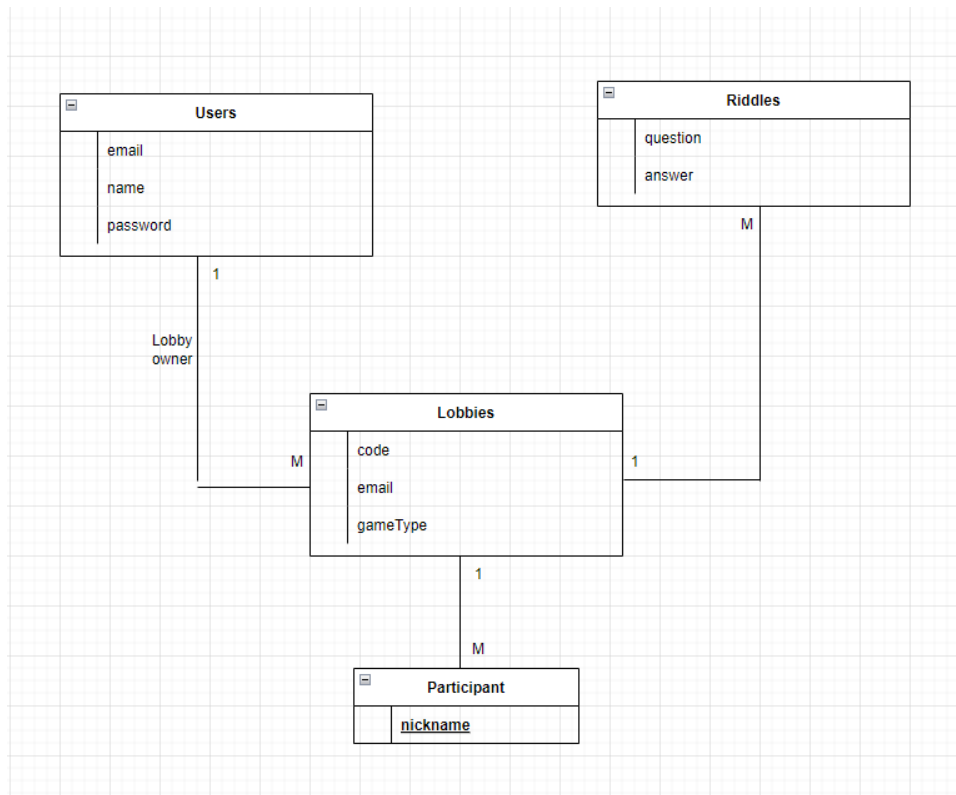 Users
email
name
password
1
Lobby
owner
Riddles
question
answer
M
Lobbies
code
email
gameType
M
1
1
M
Participant
nickname